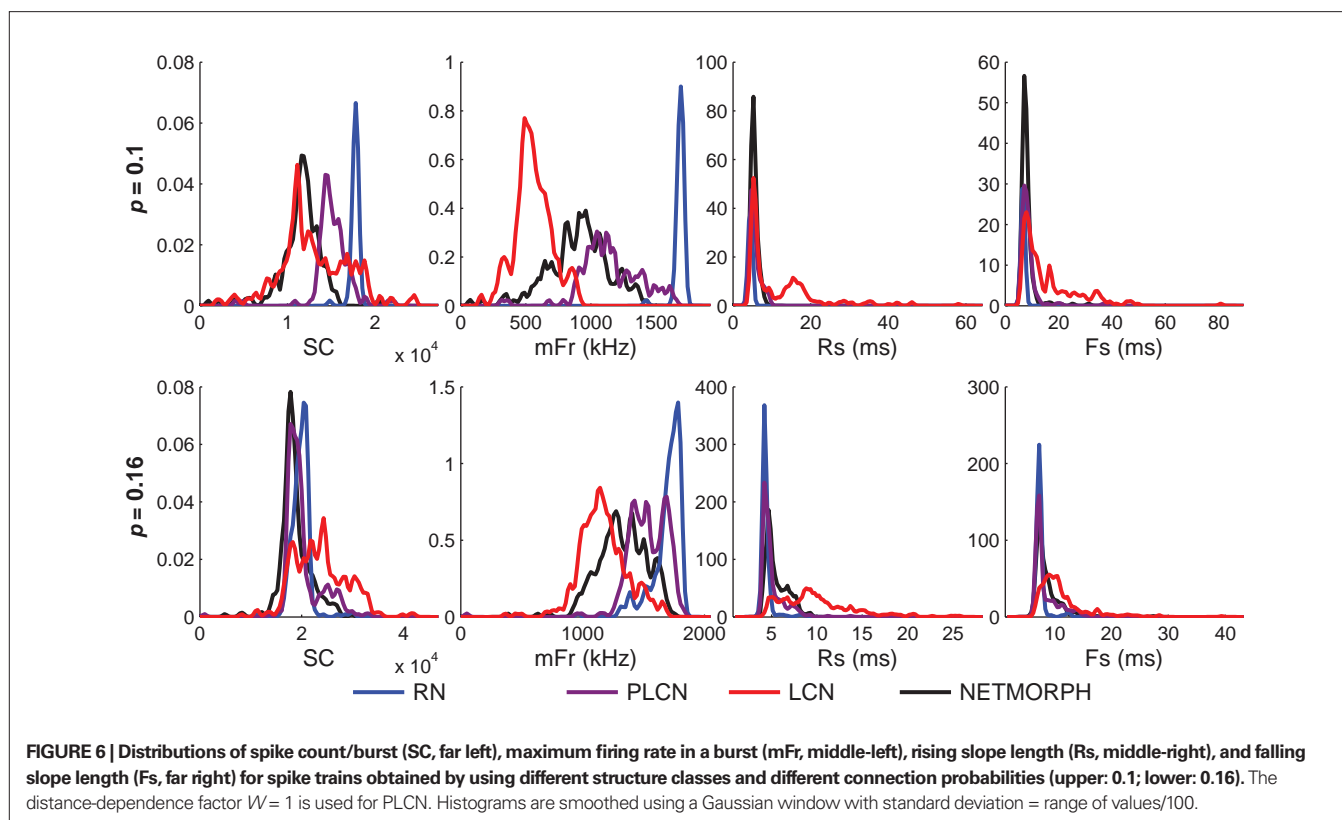 p = 0.1
0.08
0.06
0.04
0.02
0
0 1 2
SC
x 10⁴
1
0.8
0.6
0.4
0.2
0
500 1000 1500
mFr (kHz)
100
80
60
40
20
0
0 20 40 60
Rs (ms)
60
50
40
30
20
10
0
0 20 40 60 80
Fs (ms)
p = 0.16
0.08
0.06
0.04
0.02
0
0 2 4
SC
x 10⁴
1.5
1
0.5
0
0 1000 2000
mFr (kHz)
400
300
200
100
0
5 10 15 20 25
Rs (ms)
300
200
100
0
10 20 30 40
Fs (ms)
RN PLCN LCN NETMORPH
FIGURE 6 | Distributions of spike count/burst (SC, far left), maximum firing rate in a burst (mFr, middle-left), rising slope length (Rs, middle-right), and falling
slope length (Fs, far right) for spike trains obtained by using different structure classes and different connection probabilities (upper: 0.1; lower: 0.16). The
distance-dependence factor W = 1 is used for PLCN. Histograms are smoothed using a Gaussian window with standard deviation = range of values/100.